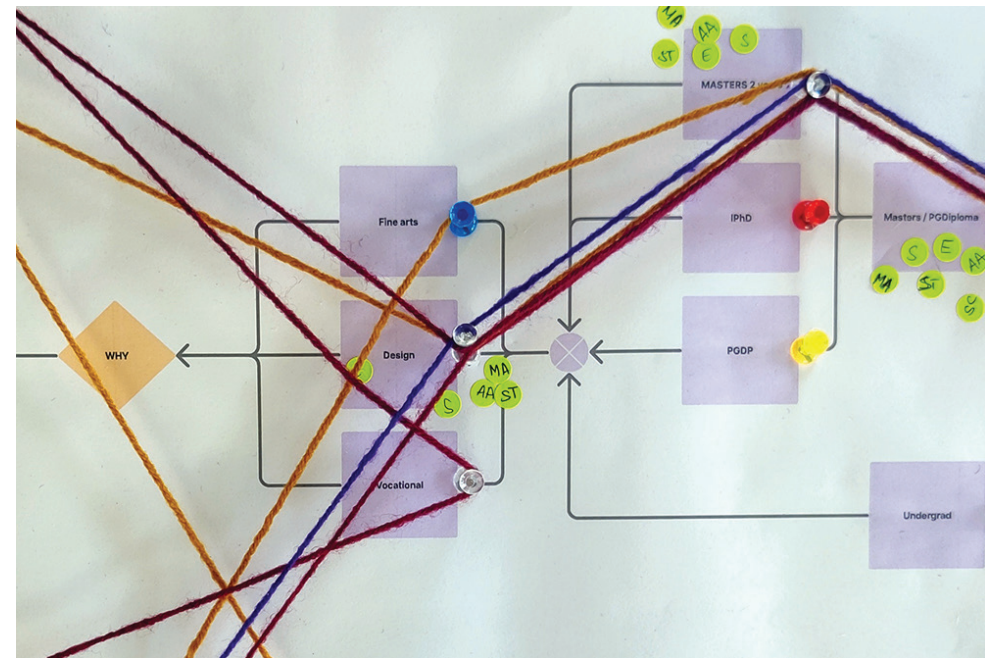 MA
AA
S
ST
E
MASTERS 2
Fine arts
IPhD
Masters / PGDiploma
S
E
AA
MA
ST
S
WHY
Design
PGDP
MA
AA
ST
S
Vocational
Undergrad